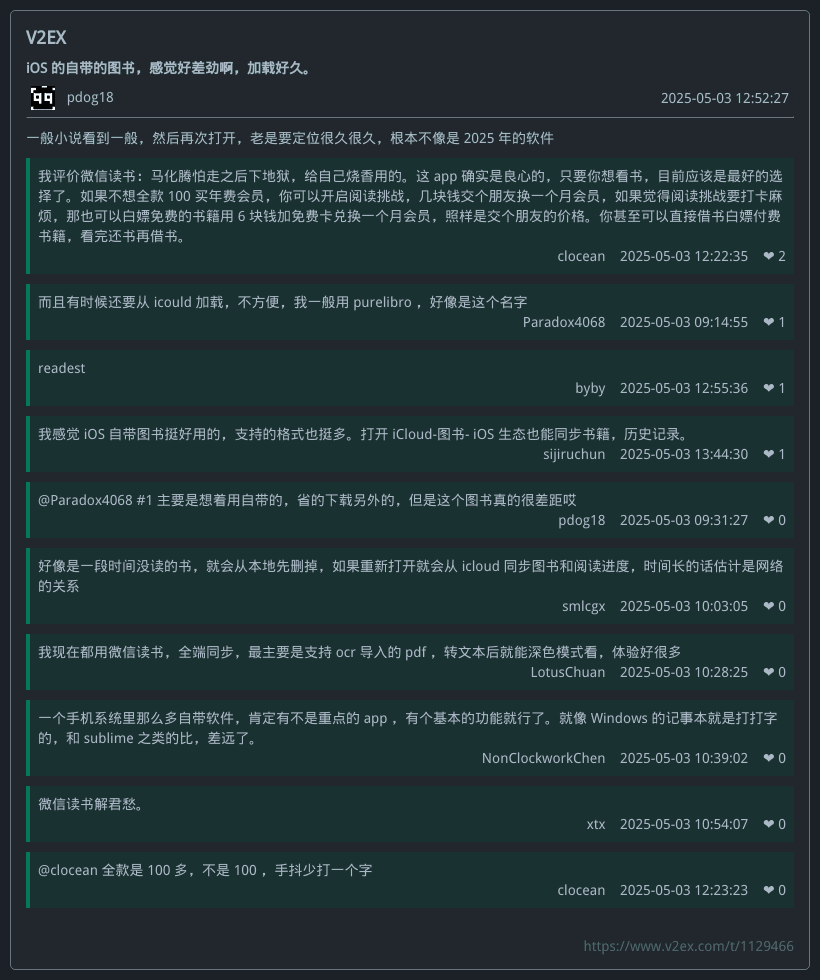 V2EX
iOS 的自带的图书，感觉好差劲啊，加载好久。
pdog18
2025-05-03 12:52:27
一般小说看到一般，然后再次打开，老是要定位很久很久，根本不像是 2025 年的软件
我评价微信读书：马化腾怕走之后下地狱，给自己烧香用的。这 app 确实是良心的，只要你想看书，目前应该是最好的选
择了。如果不想全款 100 买年费会员，你可以开启阅读挑战，几块钱交个朋友换一个月会员，如果觉得阅读挑战要打卡麻
烦，那也可以白嫖免费的书籍用 6 块钱加免费卡兑换一个月会员，照样是交个朋友的价格。你甚至可以直接借书白嫖付费
书籍，看完还书再借书。
clocean 2025-05-03 12:22:35 ❤ 2
而且有时候还要从 icould 加载，不方便，我一般用 purelibro ，好像是这个名字
Paradox4068 2025-05-03 09:14:55 ❤ 1
readest
byby 2025-05-03 12:55:36 ❤ 1
我感觉 iOS 自带图书挺好用的，支持的格式也挺多。打开 iCloud-图书- iOS 生态也能同步书籍，历史记录。
sijiruchun 2025-05-03 13:44:30 ❤ 1
@Paradox4068 #1 主要是想着用自带的，省的下载另外的，但是这个图书真的很差距哎
pdog18 2025-05-03 09:31:27 ❤ 0
好像是一段时间没读的书，就会从本地先删掉，如果重新打开就会从 icloud 同步图书和阅读进度，时间长的话估计是网络
的关系
smlcgx 2025-05-03 10:03:05 ❤ 0
我现在都用微信读书，全端同步，最主要是支持 ocr 导入的 pdf ，转文本后就能深色模式看，体验好很多
LotusChuan 2025-05-03 10:28:25 ❤ 0
一个手机系统里那么多自带软件，肯定有不是重点的 app ，有个基本的功能就行了。就像 Windows 的记事本就是打打字
的，和 sublime 之类的比，差远了。
NonClockworkChen 2025-05-03 10:39:02 ❤ 0
微信读书解君愁。
xtx 2025-05-03 10:54:07 ❤ 0
@clocean 全款是 100 多，不是 100 ，手抖少打一个字
clocean 2025-05-03 12:23:23 ❤ 0
https://www.v2ex.com/t/1129466